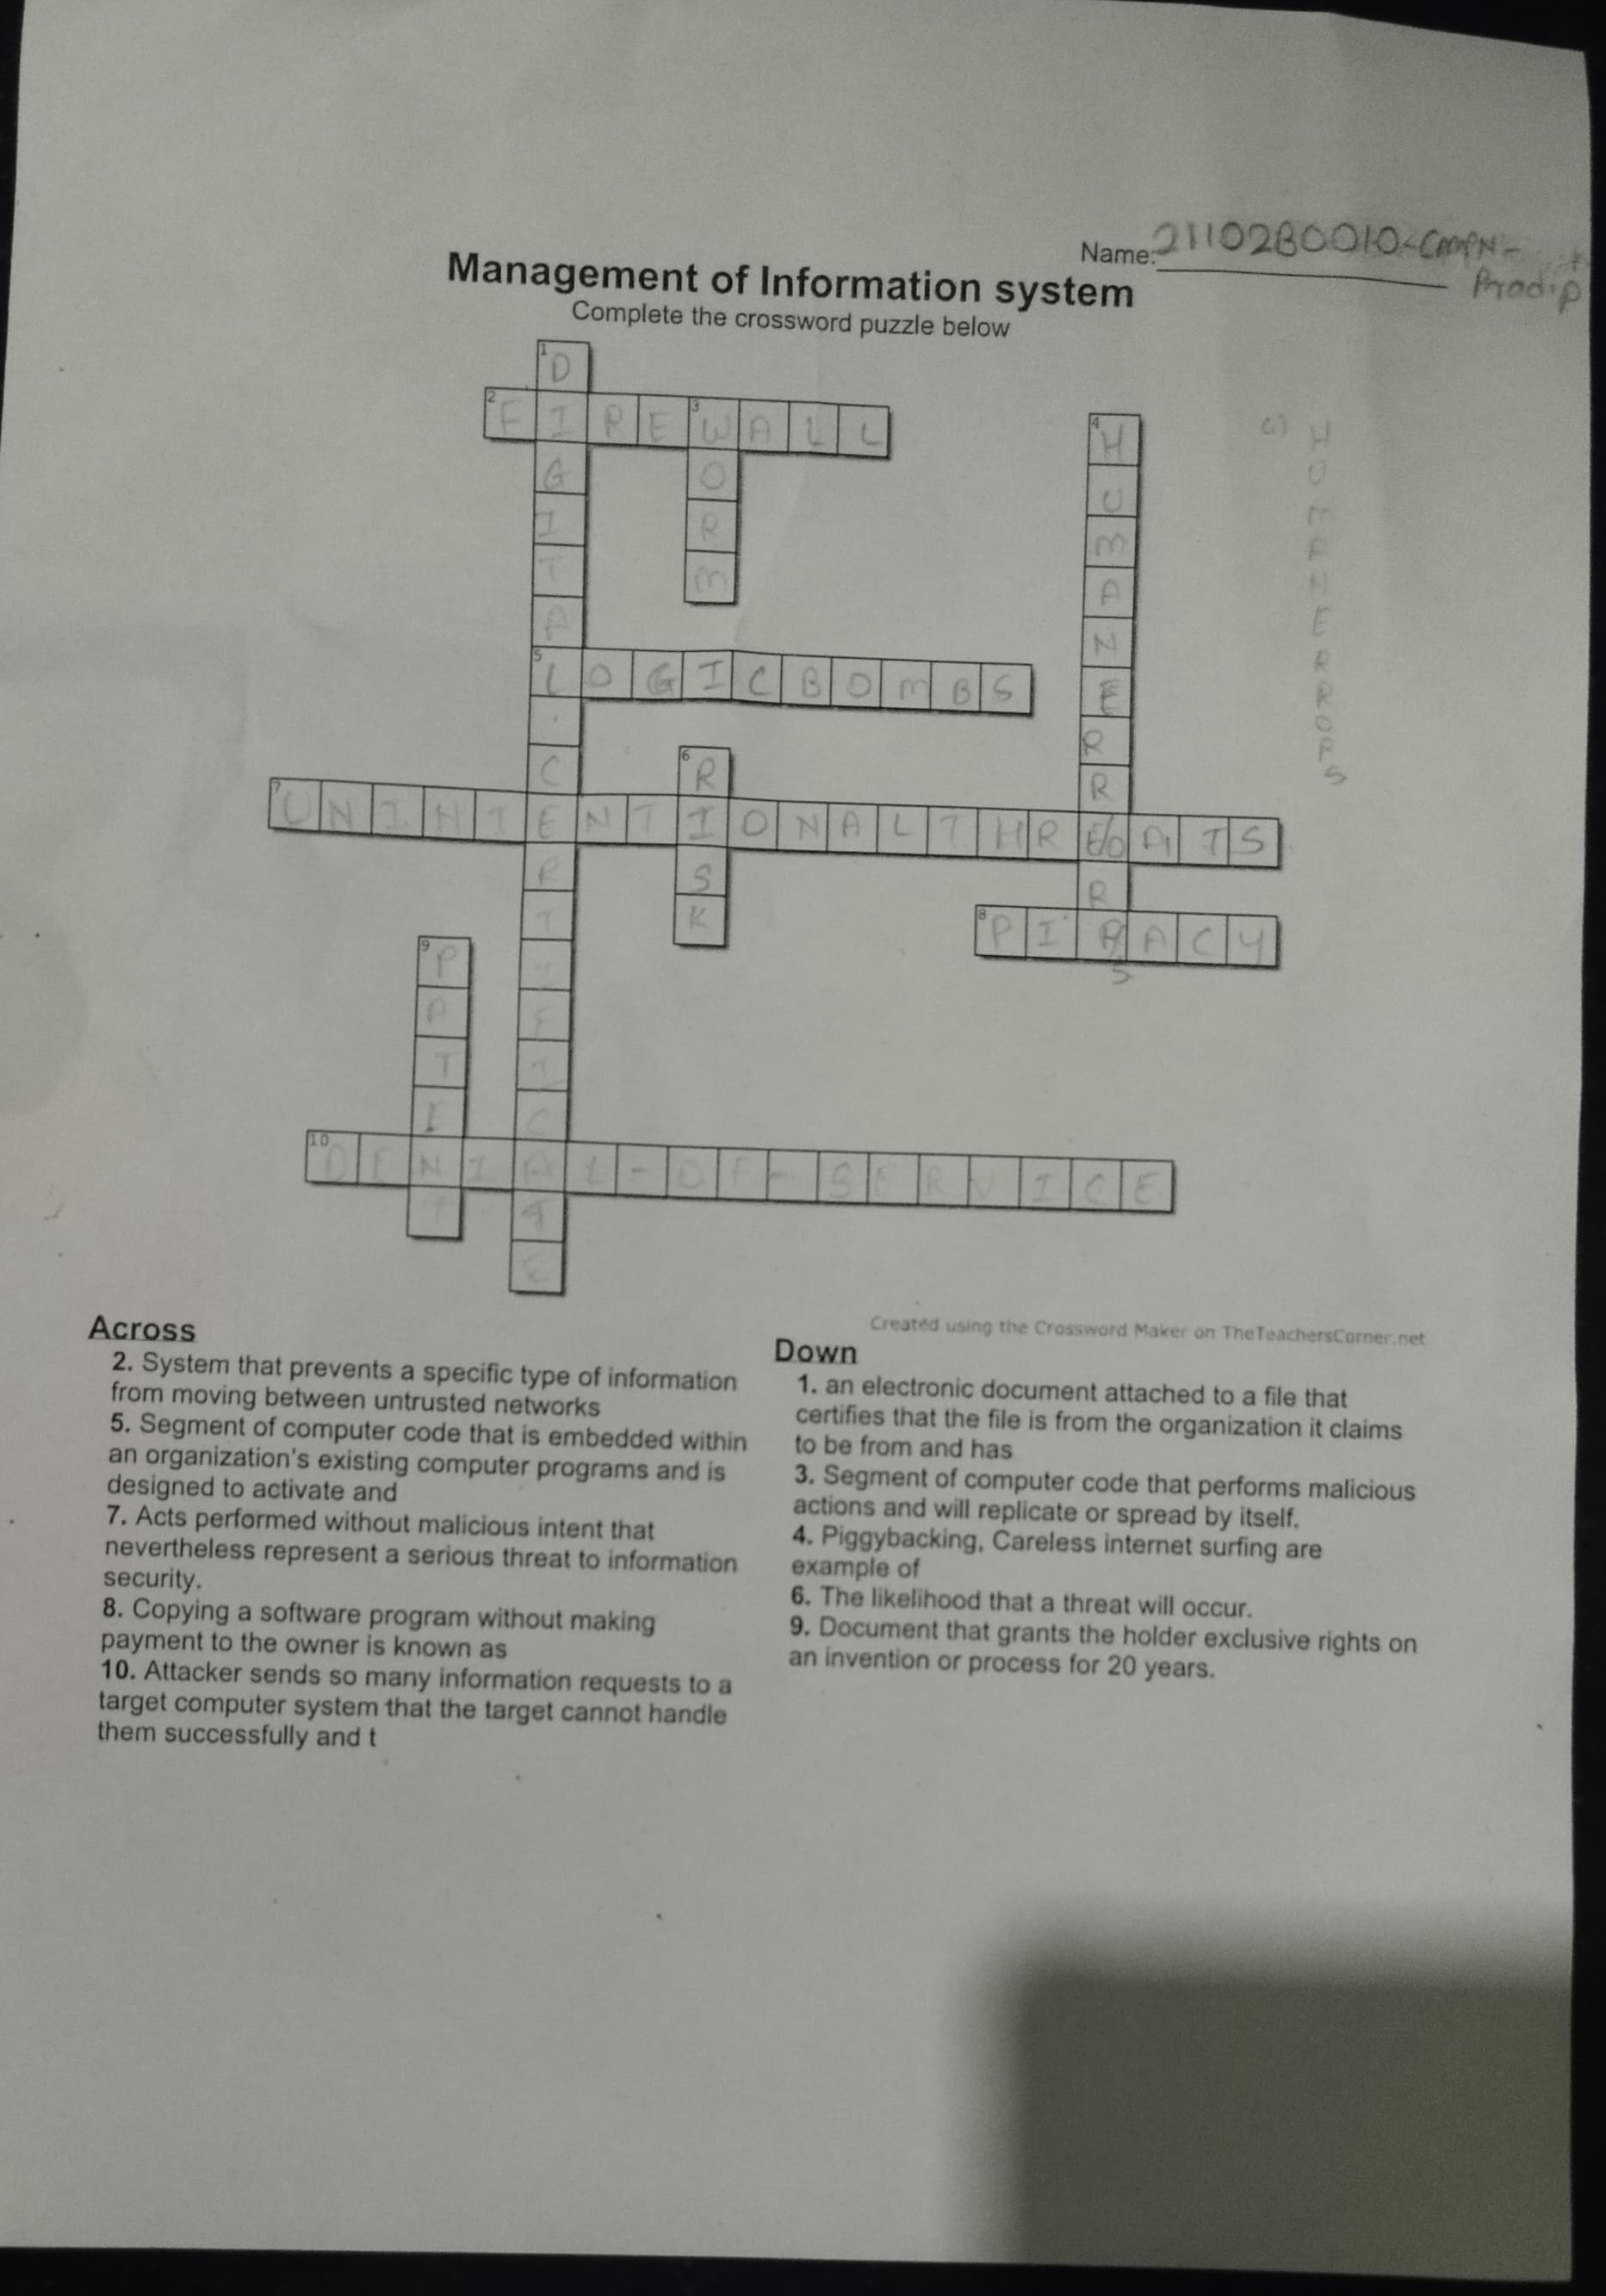 Name: 2110280010-CMPN-
Pradip
Management of Information system
Complete the crossword puzzle below
1 D
2 F I R E 3 W A L L
4 H
G O U
I R M
T M A
A N
5 L O G I C B O M B S E
R
C 6 R R
7 U N I N T E N T I O N A L T H R E/O A T S
R S R
T K 8 P I R A C Y
S
9 P I
A F
T I
E C
10 D E N I A L - O F - S E R V I C E
T T
E
H
U
M
A
N
E
R
R
O
R
S
Created using the Crossword Maker on TheTeachersCorner.net
Across
2. System that prevents a specific type of information
from moving between untrusted networks
5. Segment of computer code that is embedded within
an organization's existing computer programs and is
designed to activate and
7. Acts performed without malicious intent that
nevertheless represent a serious threat to information
security.
8. Copying a software program without making
payment to the owner is known as
10. Attacker sends so many information requests to a
target computer system that the target cannot handle
them successfully and t
Down
1. an electronic document attached to a file that
certifies that the file is from the organization it claims
to be from and has
3. Segment of computer code that performs malicious
actions and will replicate or spread by itself.
4. Piggybacking, Careless internet surfing are
example of
6. The likelihood that a threat will occur.
9. Document that grants the holder exclusive rights on
an invention or process for 20 years.